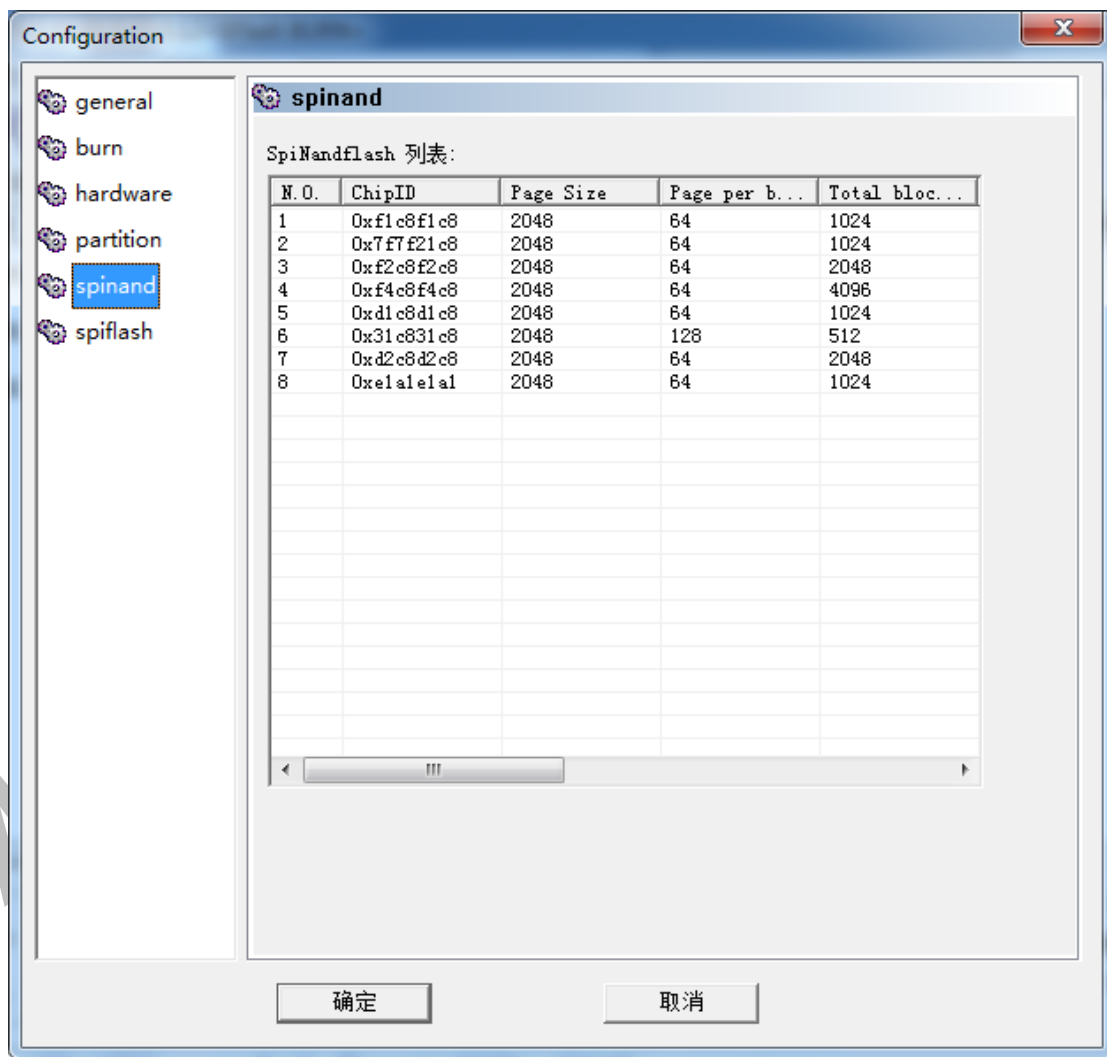 Configuration
general
burn
hardware
partition
spinand
spiflash
spinand
SpiNandflash 列表:
N.O. ChipID Page Size Page per b... Total bloc...
1 0xf1c8f1c8 2048 64 1024
2 0x7f7f21c8 2048 64 1024
3 0xf2c8f2c8 2048 64 2048
4 0xf4c8f4c8 2048 64 4096
5 0xd1c8d1c8 2048 64 1024
6 0x31c831c8 2048 128 512
7 0xd2c8d2c8 2048 64 2048
8 0xe1a1e1a1 2048 64 1024
确定 取消